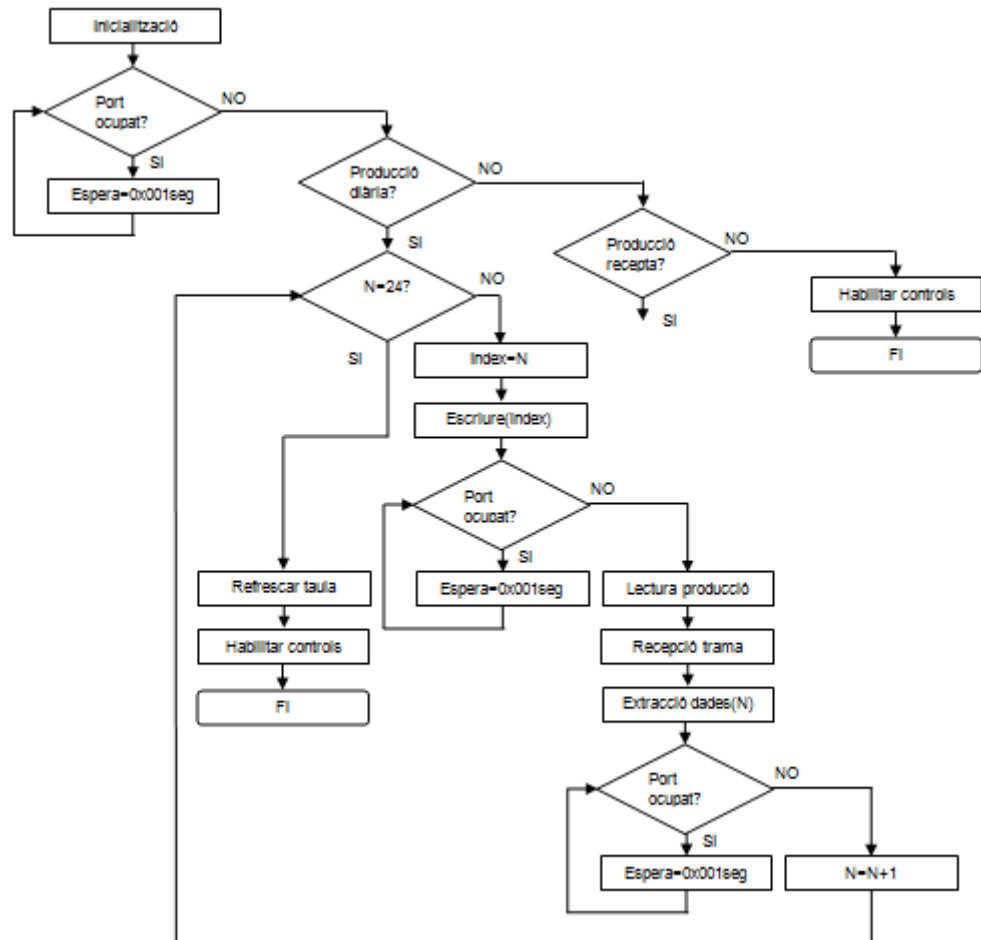 Inicialització
Port
ocupat?
NO
SI
Espera=0x001seg
Producció
diària?
NO
SI
Producció
recepta?
NO
SI
Habilitar controls
FI
N=24?
NO
SI
Index=N
Escriure(Index)
Port
ocupat?
NO
SI
Espera=0x001seg
Refrescar taula
Habilitar controls
FI
Lectura producció
Recepció trama
Extracció dades(N)
Port
ocupat?
NO
SI
Espera=0x001seg
N=N+1